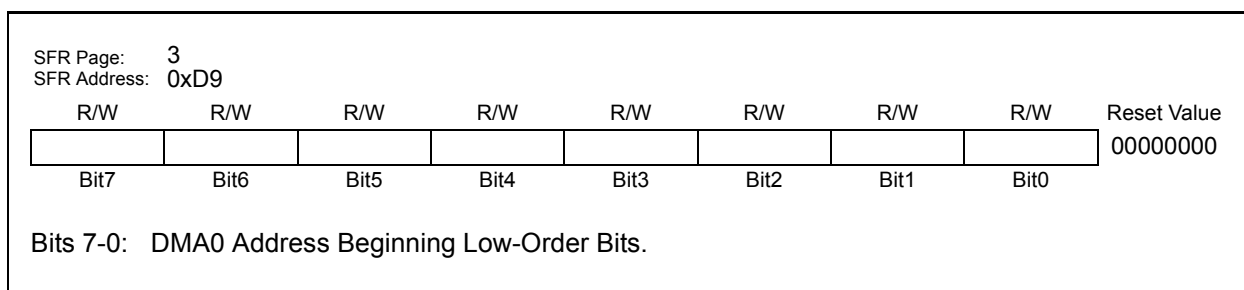 SFR Page: 3
SFR Address: 0xD9
R/W R/W R/W R/W R/W R/W R/W R/W Reset Value
00000000
Bit7 Bit6 Bit5 Bit4 Bit3 Bit2 Bit1 Bit0
Bits 7-0: DMA0 Address Beginning Low-Order Bits.